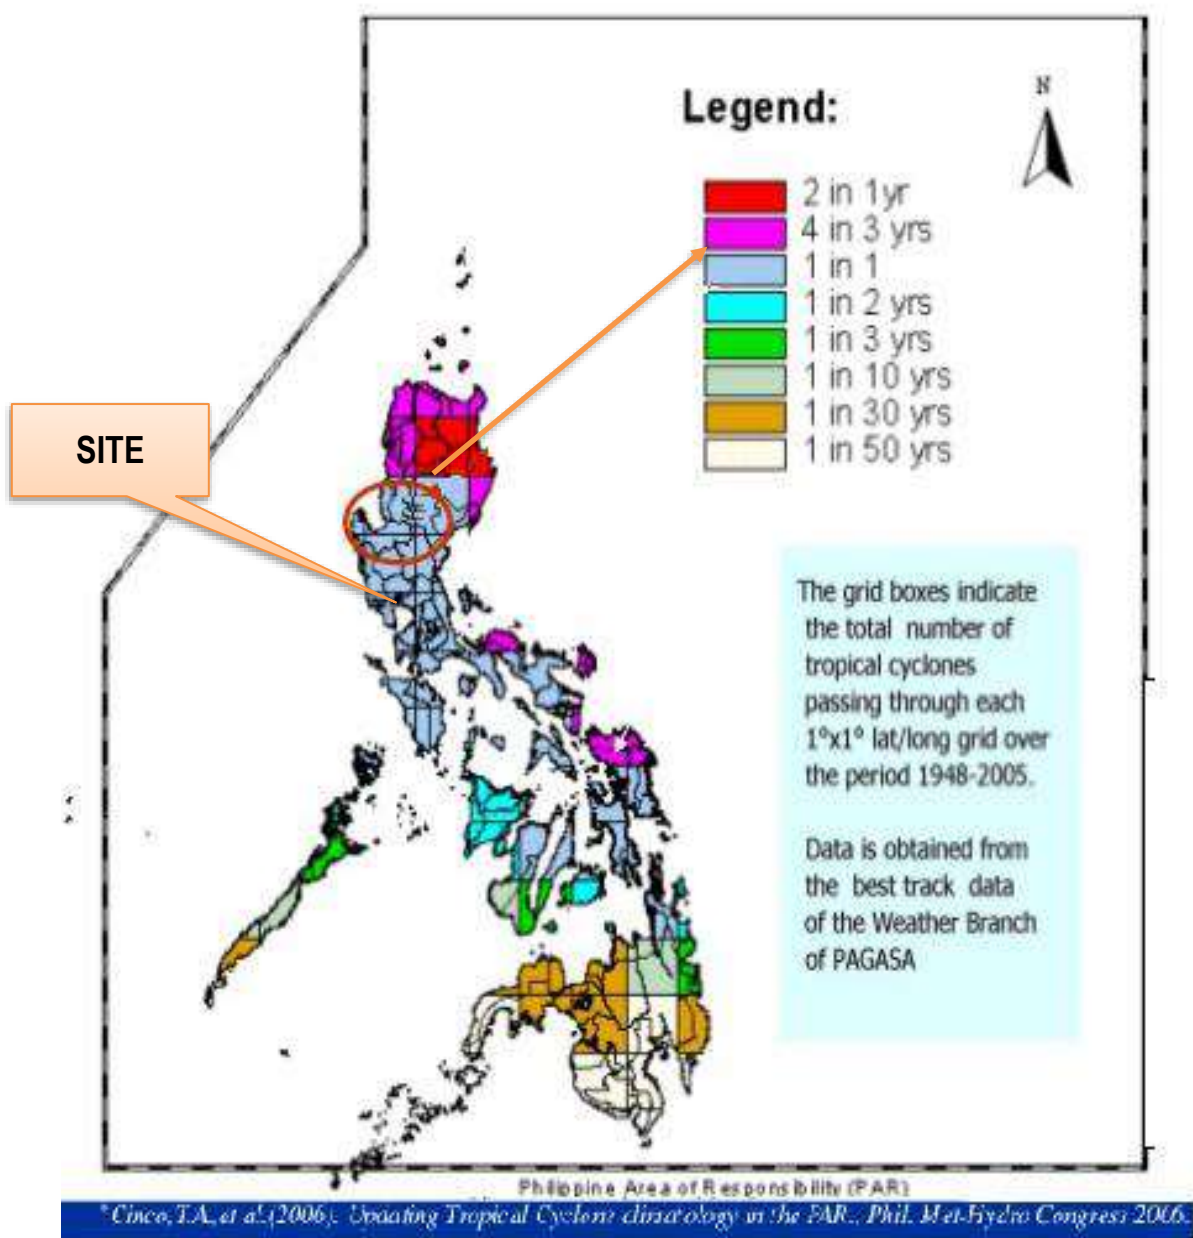 N
Legend:
2 in 1yr
4 in 3 yrs
1 in 1
1 in 2 yrs
1 in 3 yrs
1 in 10 yrs
1 in 30 yrs
1 in 50 yrs
SITE
The grid boxes indicate
the total number of
tropical cyclones
passing through each
1°x1° lat/long grid over
the period 1948-2005.
Data is obtained from
the best track data
of the Weather Branch
of PAGASA
Philippine Area of Responsibility (PAR)
*Cinco, T.A., et al.(2006). Updating Tropical Cyclone climatology in the PAR., Phil. Met-Hydro Congress 2006.